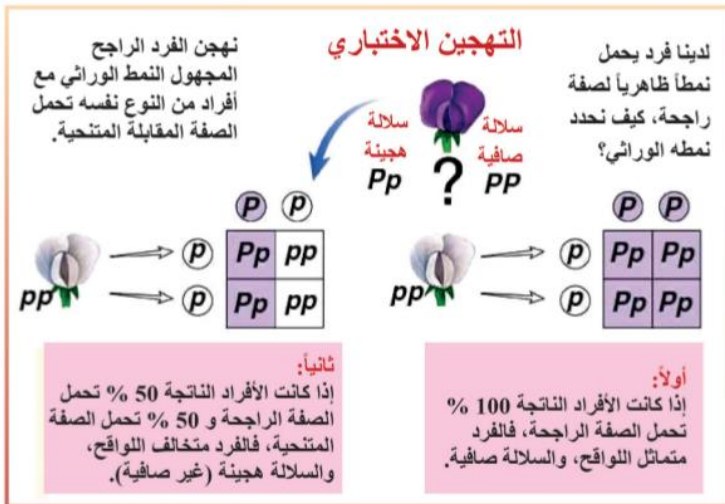 التهجين الاختباري
لدينا فرد يحمل
نمطاً ظاهرياً لصفة
راجحة، كيف نحدد
نمطه الوراثي؟
نهجن الفرد الراجح
المجهول النمط الوراثي مع
أفراد من النوع نفسه تحمل
الصفة المقابلة المتنحية.
سلالة
صافية
PP
?
سلالة
هجينة
Pp
P P
pp p Pp Pp
p Pp Pp
P p
pp p Pp pp
p Pp pp
أولاً:
إذا كانت الأفراد الناتجة 100 %
تحمل الصفة الراجحة، فالفرد
متماثل اللواقح، والسلالة صافية.
ثانياً:
إذا كانت الأفراد الناتجة 50 % تحمل
الصفة الراجحة و 50 % تحمل الصفة
المتنحية، فالفرد متخالف اللواقح،
والسلالة هجينة (غير صافية).